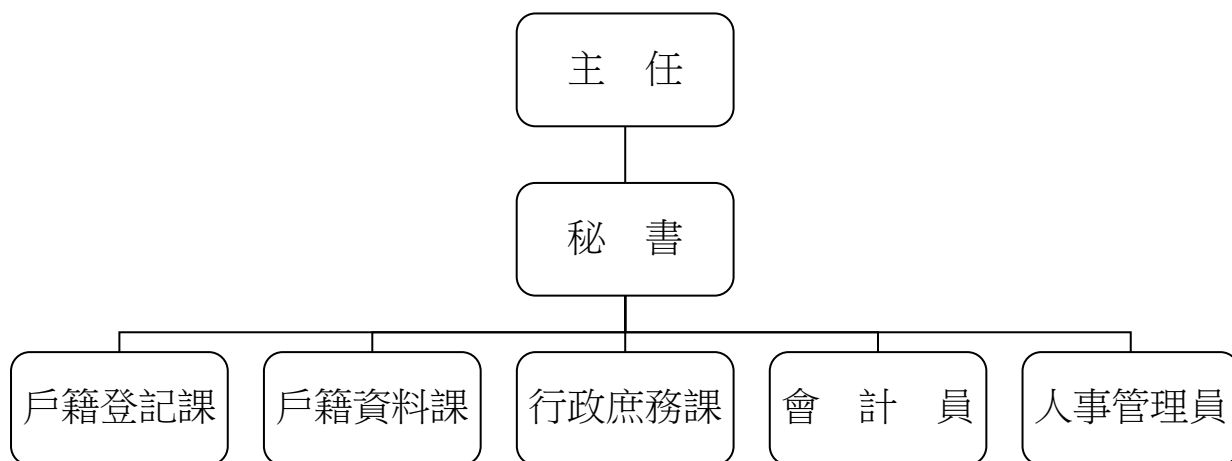 主　任
秘　書
戶籍登記課
戶籍資料課
行政庶務課
會　計　員
人事管理員